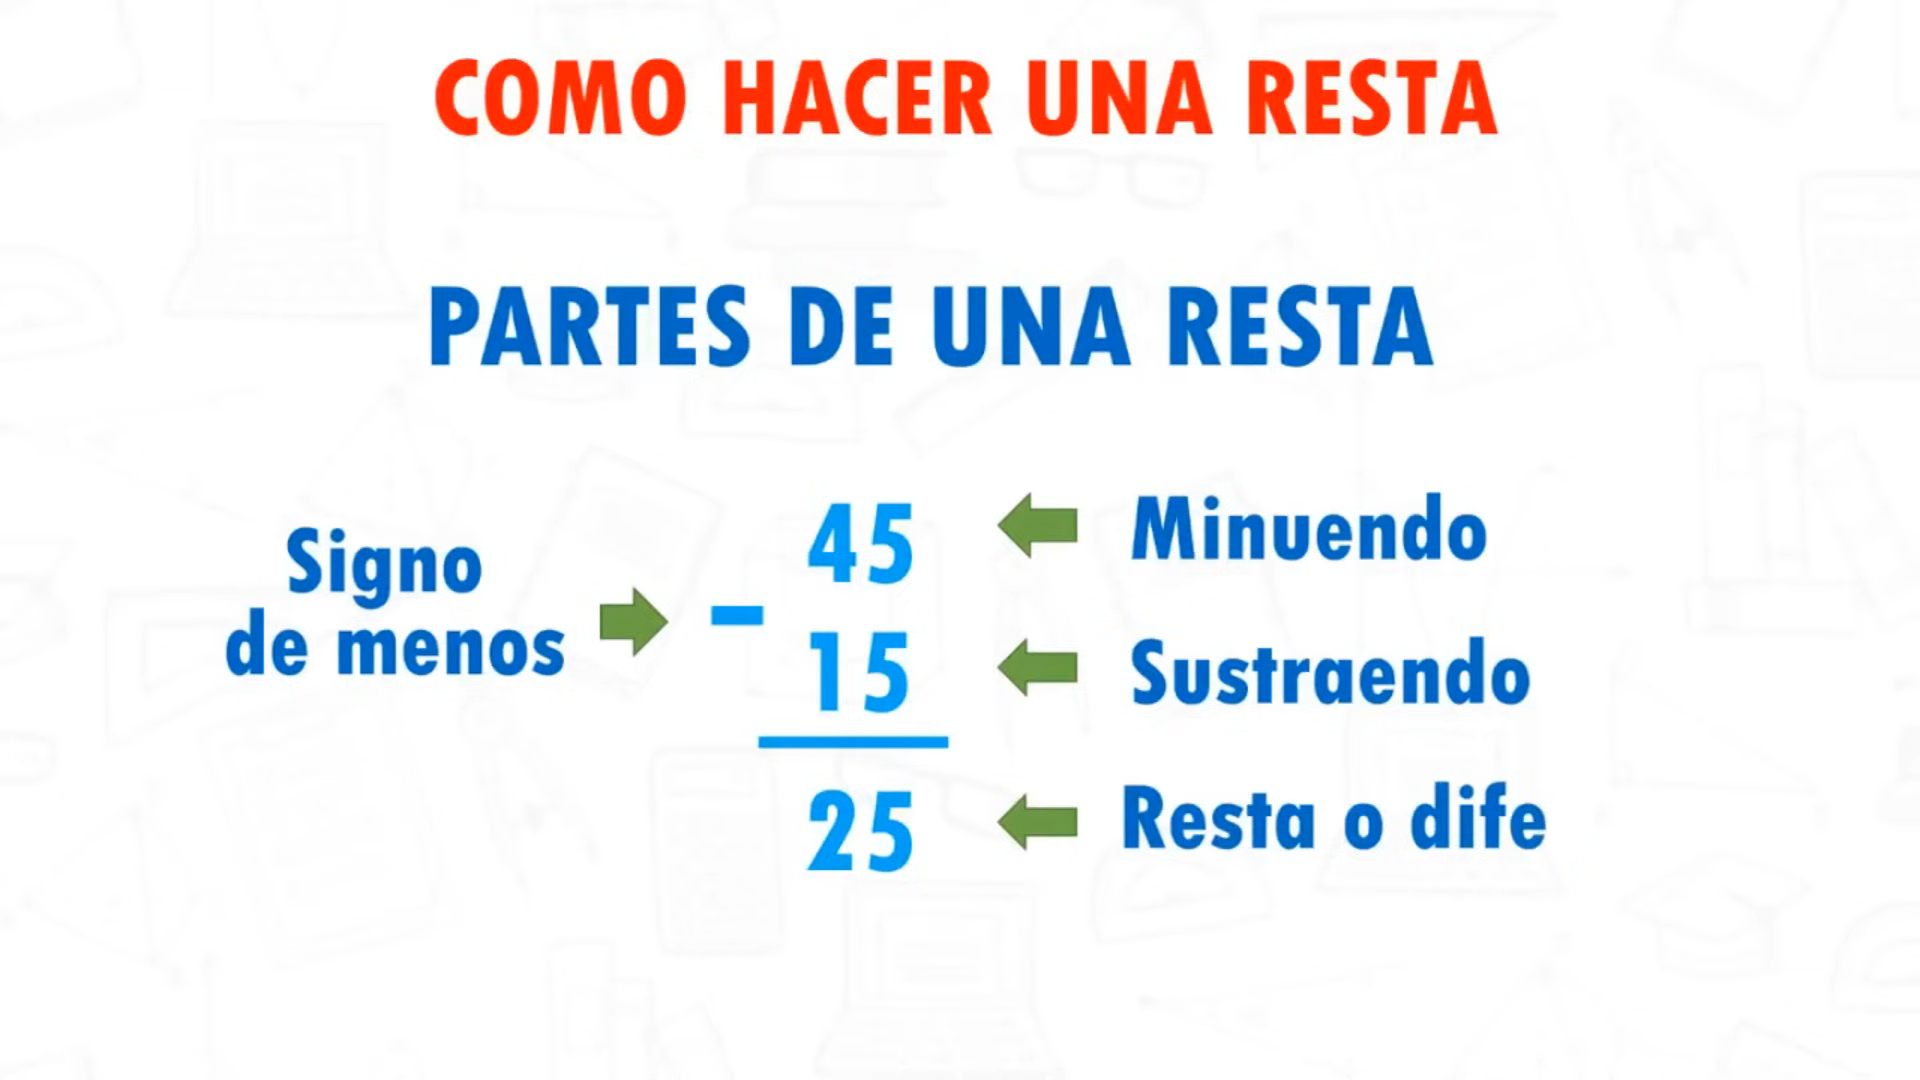 COMO HACER UNA RESTA
PARTES DE UNA RESTA
Signo
de menos
-
45
15
25
Minuendo
Sustraendo
Resta o dife